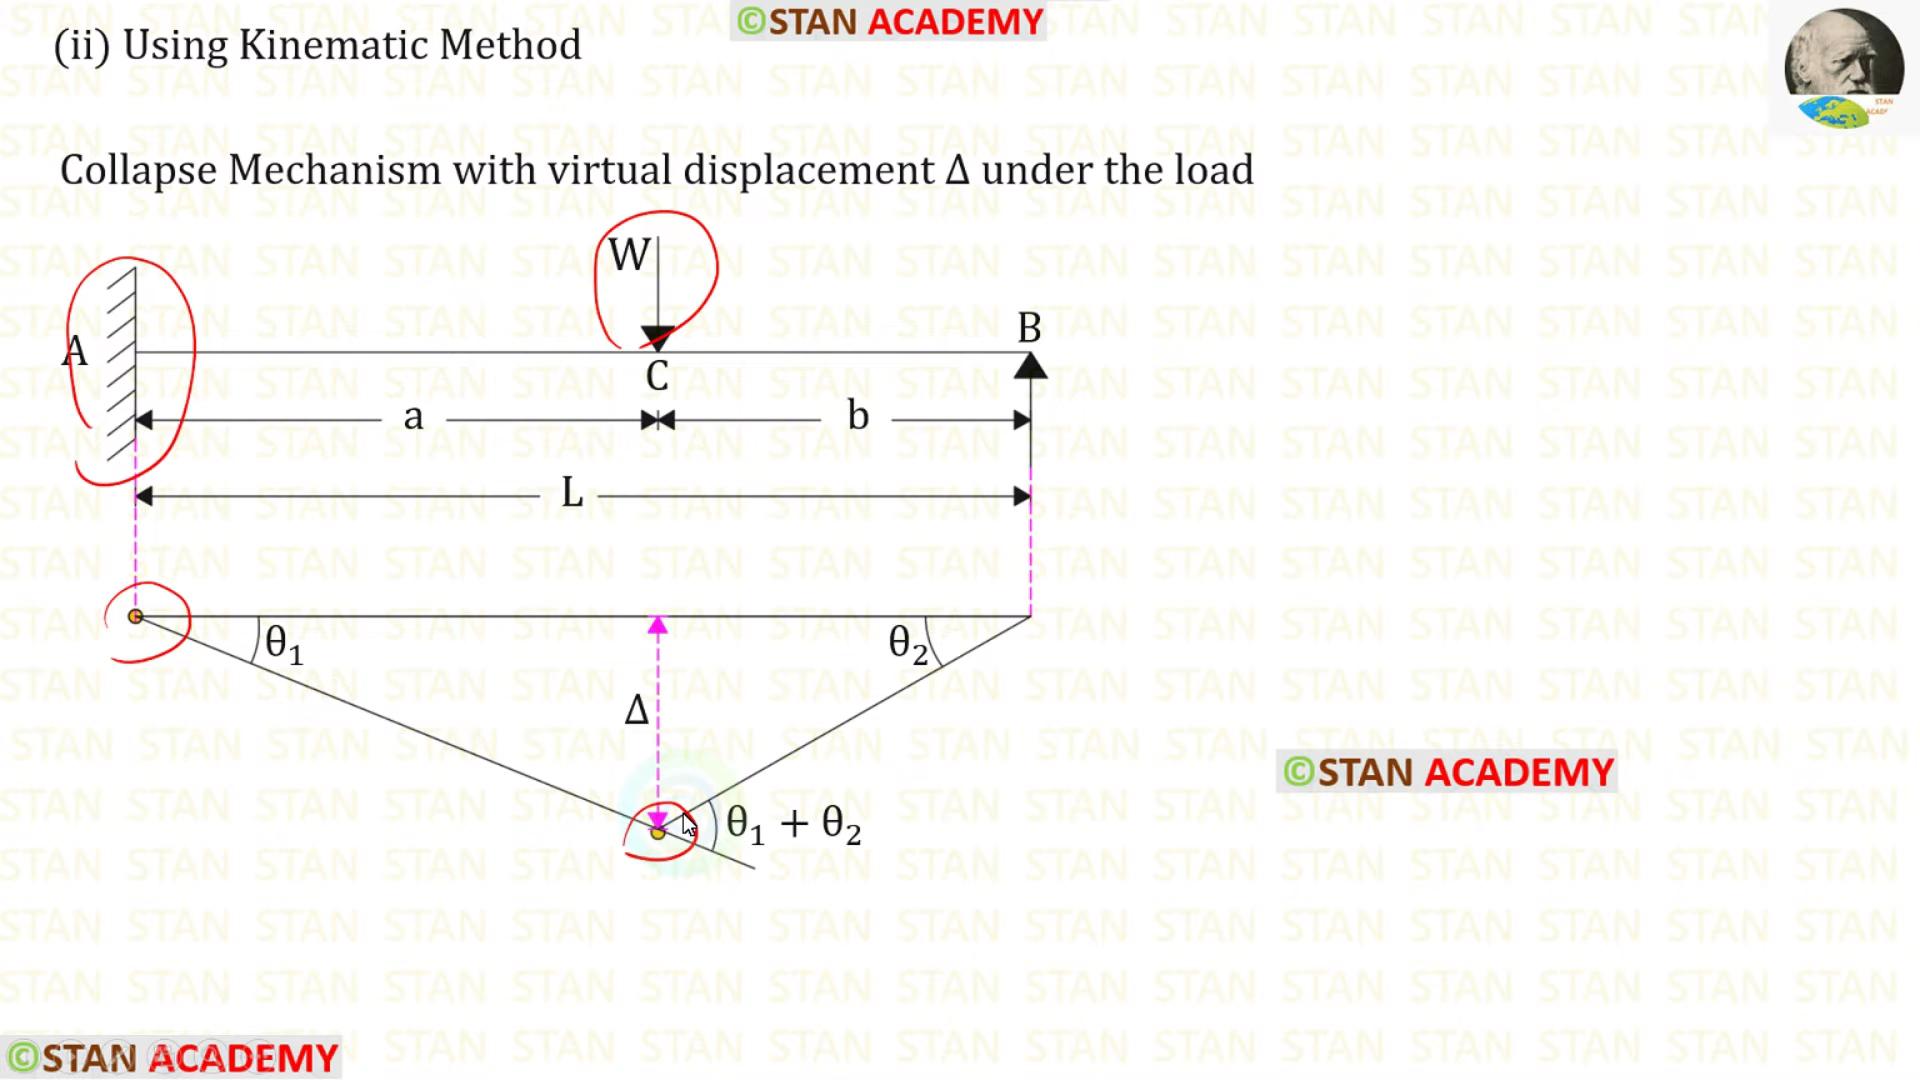 ©STAN ACADEMY
(ii) Using Kinematic Method
Collapse Mechanism with virtual displacement Δ under the load
W
A
B
C
a
b
L
θ1
θ2
Δ
θ1 + θ2
©STAN ACADEMY
©STAN ACADEMY